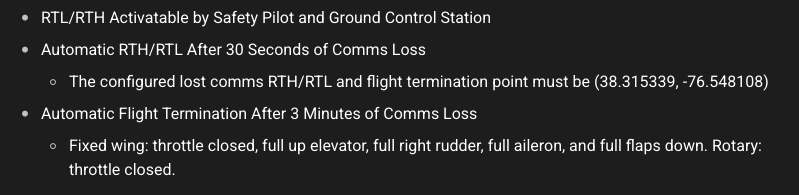 RTL/RTH Activatable by Safety Pilot and Ground Control Station
Automatic RTH/RTL After 30 Seconds of Comms Loss
The configured lost comms RTH/RTL and flight termination point must be (38.315339, -76.548108)
Automatic Flight Termination After 3 Minutes of Comms Loss
Fixed wing: throttle closed, full up elevator, full right rudder, full aileron, and full flaps down. Rotary:
throttle closed.